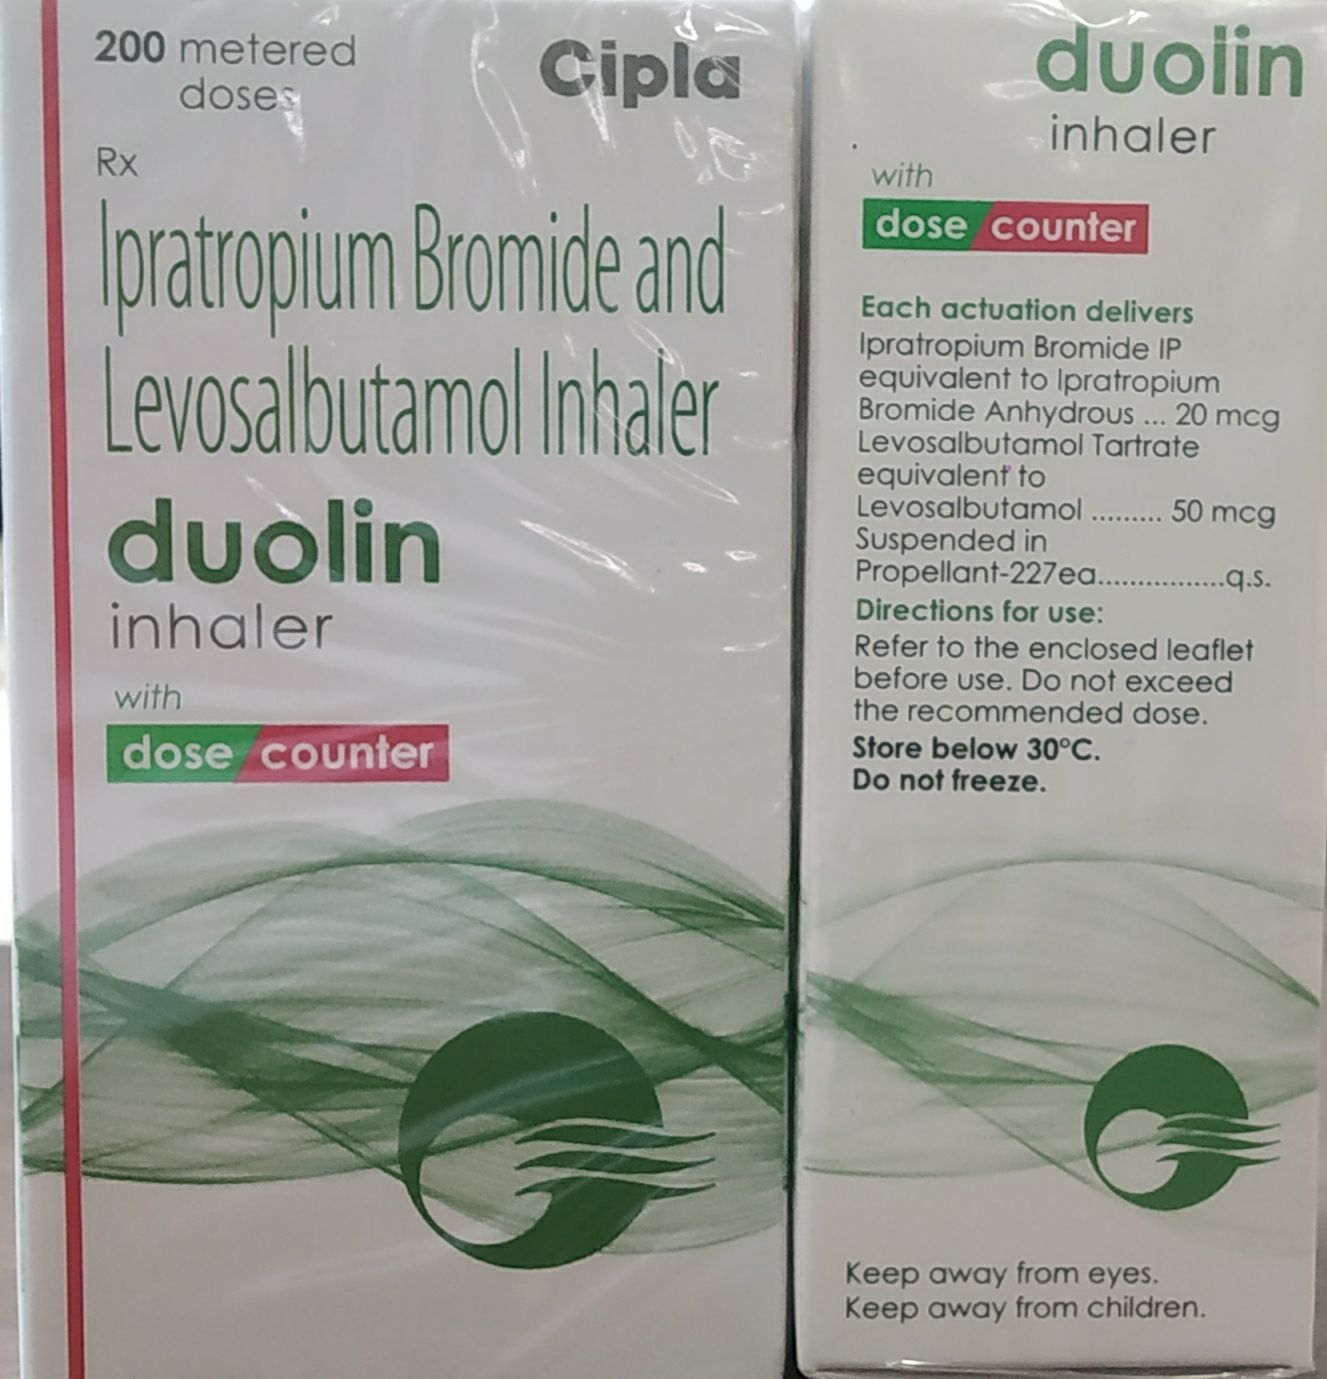 200 metered
doses
Cipla
Rx
Ipratropium Bromide and
Levosalbutamol Inhaler
duolin
inhaler
with
dose counter
duolin
inhaler
with
dose counter
Each actuation delivers
Ipratropium Bromide IP
equivalent to Ipratropium
Bromide Anhydrous ... 20 mcg
Levosalbutamol Tartrate
equivalent to
Levosalbutamol ......... 50 mcg
Suspended in
Propellant-227ea................q.s.
Directions for use:
Refer to the enclosed leaflet
before use. Do not exceed
the recommended dose.
Store below 30°C.
Do not freeze.
Keep away from eyes.
Keep away from children.